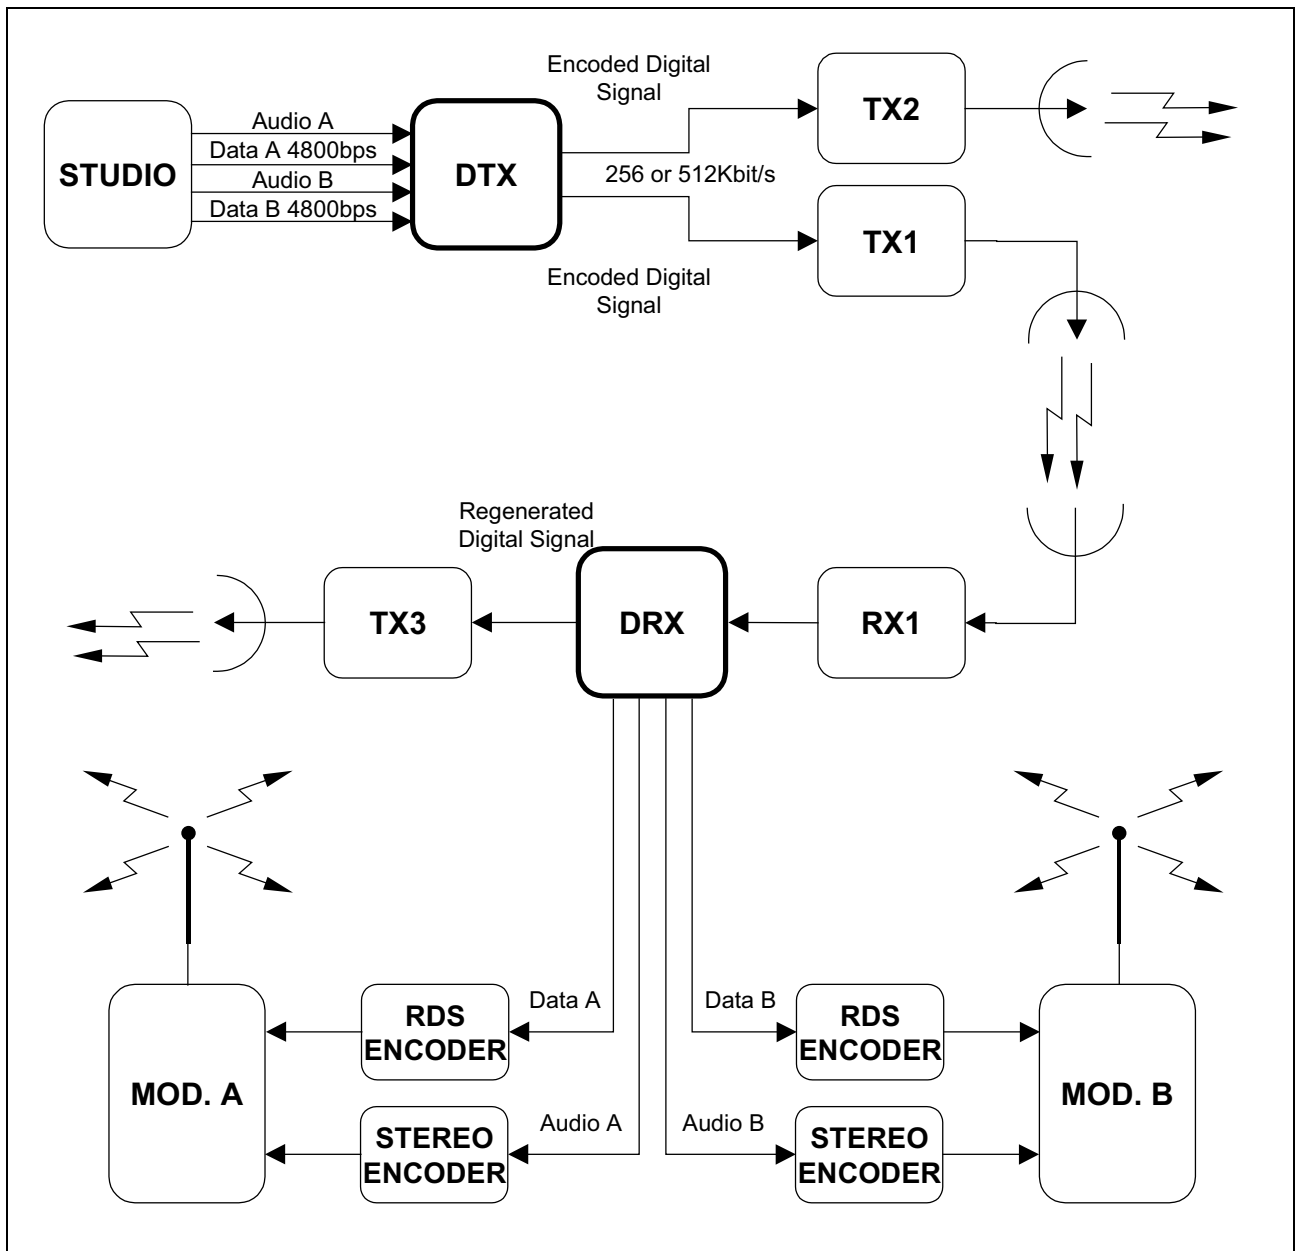 Encoded Digital
Signal
TX2
STUDIO
Audio A
Data A 4800bps
Audio B
Data B 4800bps
DTX
256 or 512Kbit/s
TX1
Encoded Digital
Signal
Regenerated
Digital Signal
TX3
DRX
RX1
Data A
Data B
RDS
ENCODER
RDS
ENCODER
MOD. A
MOD. B
Audio A
Audio B
STEREO
ENCODER
STEREO
ENCODER